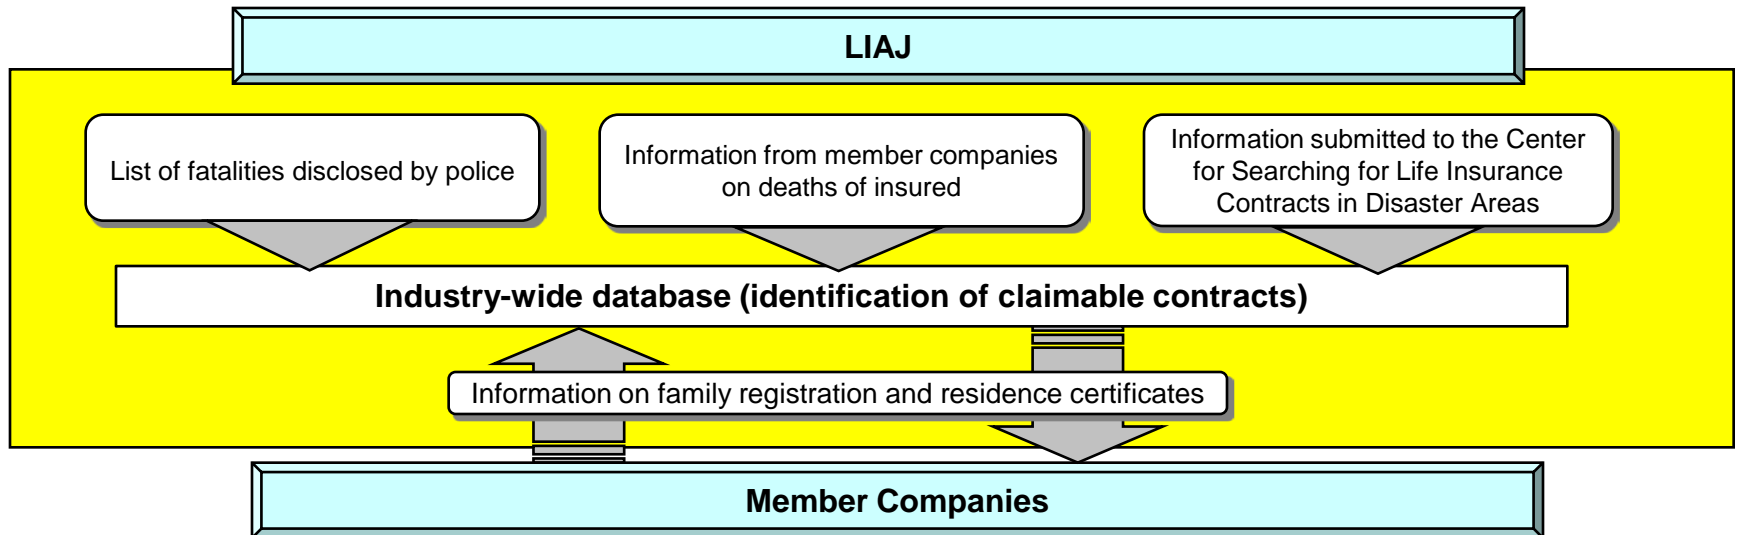 LIAJ
List of fatalities disclosed by police
Information from member companies
on deaths of insured
Information submitted to the Center
for Searching for Life Insurance
Contracts in Disaster Areas
Industry-wide database (identification of claimable contracts)
Information on family registration and residence certificates
Member Companies